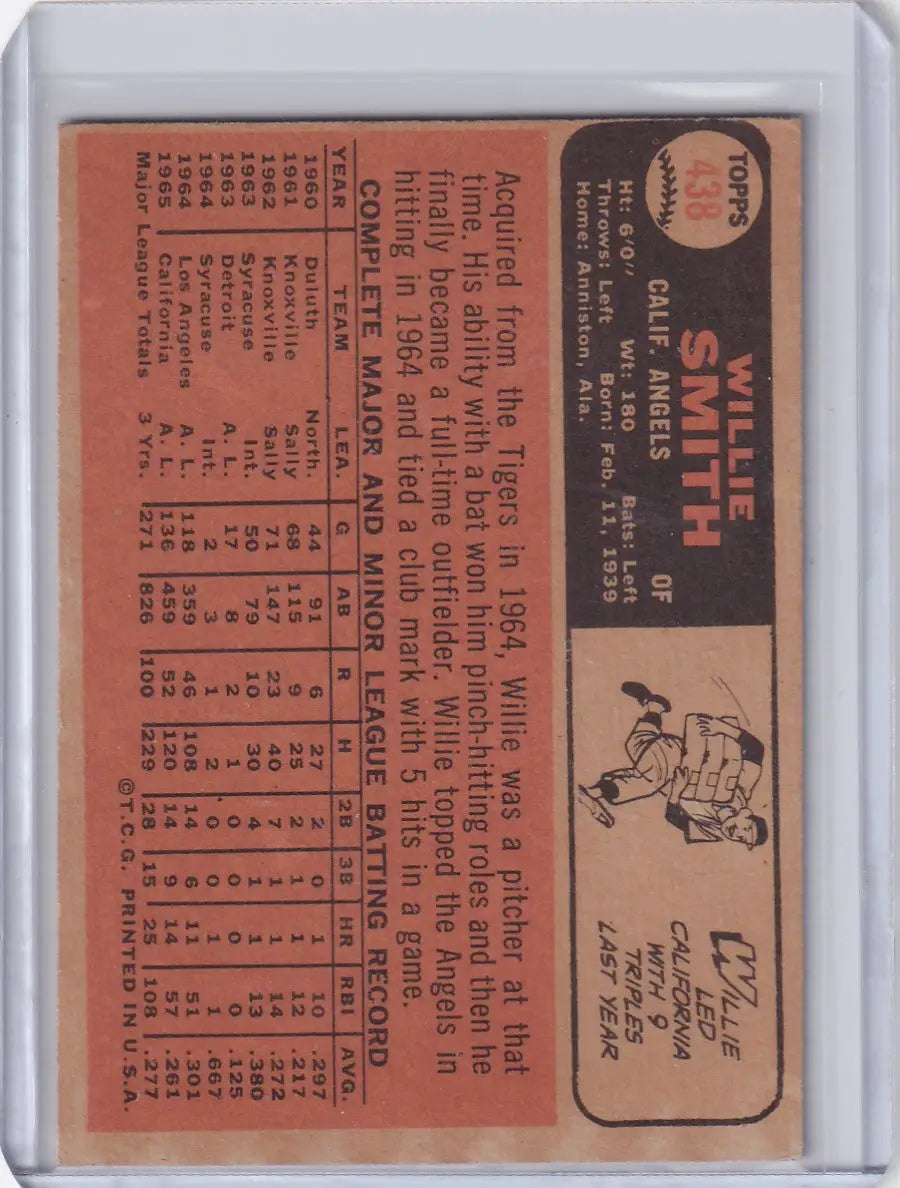 TOPPS
438
WILLIE
SMITH
CALIF. ANGELS OF
Ht: 6'0" Wt: 180 Bats: Left
Throws: Left Born: Feb. 11, 1939
Home: Anniston, Ala.
WILLIE
LED
CALIFORNIA
WITH 9
TRIPLES
LAST YEAR
Acquired from the Tigers in 1964, Willie was a pitcher at that
time. His ability with a bat won him pinch-hitting roles and then he
finally became a full-time outfielder. Willie topped the Angels in
hitting in 1964 and tied a club mark with 5 hits in a game.
COMPLETE MAJOR AND MINOR LEAGUE BATTING RECORD
YEAR TEAM LEA. G AB R H 2B 3B HR RBI AVG.
1960 Duluth North. 44 91 6 27 2 0 1 10 .297
1961 Knoxville Sally 68 115 9 25 2 1 1 12 .217
1962 Knoxville Sally 71 147 23 40 7 1 1 14 .272
1963 Syracuse Int. 50 79 10 30 4 1 1 13 .380
1963 Detroit A. L. 17 8 2 1 0 0 0 0 .125
1964 Syracuse Int. 2 3 1 2 0 0 1 1 .667
1964 Los Angeles A. L. 118 359 46 108 14 6 11 51 .301
1965 California A. L. 136 459 52 120 14 9 14 57 .261
Major League Totals 3 Yrs. 271 826 100 229 28 15 25 108 .277
©T.C.G. PRINTED IN U.S.A.